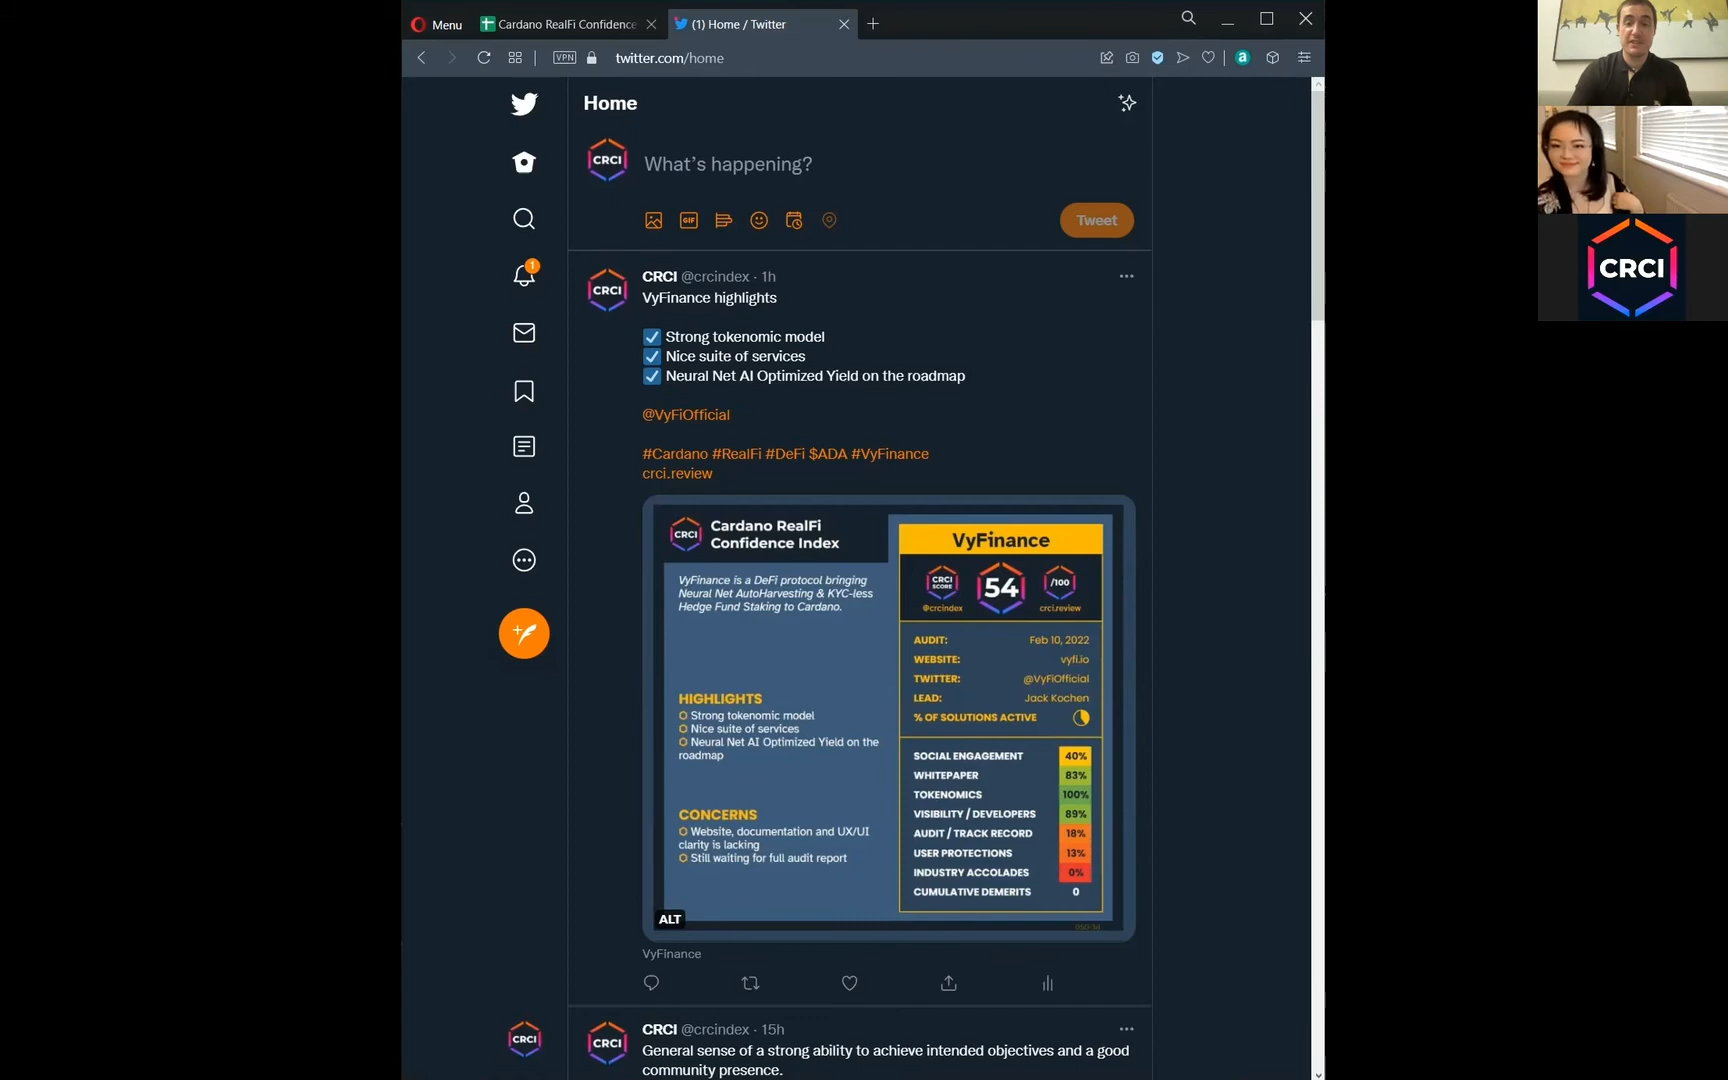 Menu
Cardano RealFi Confidence
(1) Home / Twitter
VPN
twitter.com/home
a
Home
CRCI
What's happening?
GIF
Tweet
1
CRCI
CRCI @crcindex · 1h
VyFinance highlights
Strong tokenomic model
Nice suite of services
Neural Net AI Optimized Yield on the roadmap
@VyFiOfficial
#Cardano #RealFi #DeFi $ADA #VyFinance
crci.review
CRCI
Cardano RealFi
Confidence Index
VyFinance is a DeFi protocol bringing
Neural Net AutoHarvesting & KYC-less
Hedge Fund Staking to Cardano.
HIGHLIGHTS
Strong tokenomic model
Nice suite of services
Neural Net AI Optimized Yield on the
roadmap
CONCERNS
Website, documentation and UX/UI
clarity is lacking
Still waiting for full audit report
VyFinance
CRCI
SCORE
54
/100
@crcindex
crci.review
AUDIT: Feb 10, 2022
WEBSITE: vyfi.io
TWITTER: @VyFiOfficial
LEAD: Jack Kochen
% OF SOLUTIONS ACTIVE
SOCIAL ENGAGEMENT 40%
WHITEPAPER 83%
TOKENOMICS 100%
VISIBILITY / DEVELOPERS 89%
AUDIT / TRACK RECORD 18%
USER PROTECTIONS 13%
INDUSTRY ACCOLADES 0%
CUMULATIVE DEMERITS 0
ALT
VyFinance
CRCI
CRCI
CRCI @crcindex · 15h
General sense of a strong ability to achieve intended objectives and a good
community presence.
CRCI